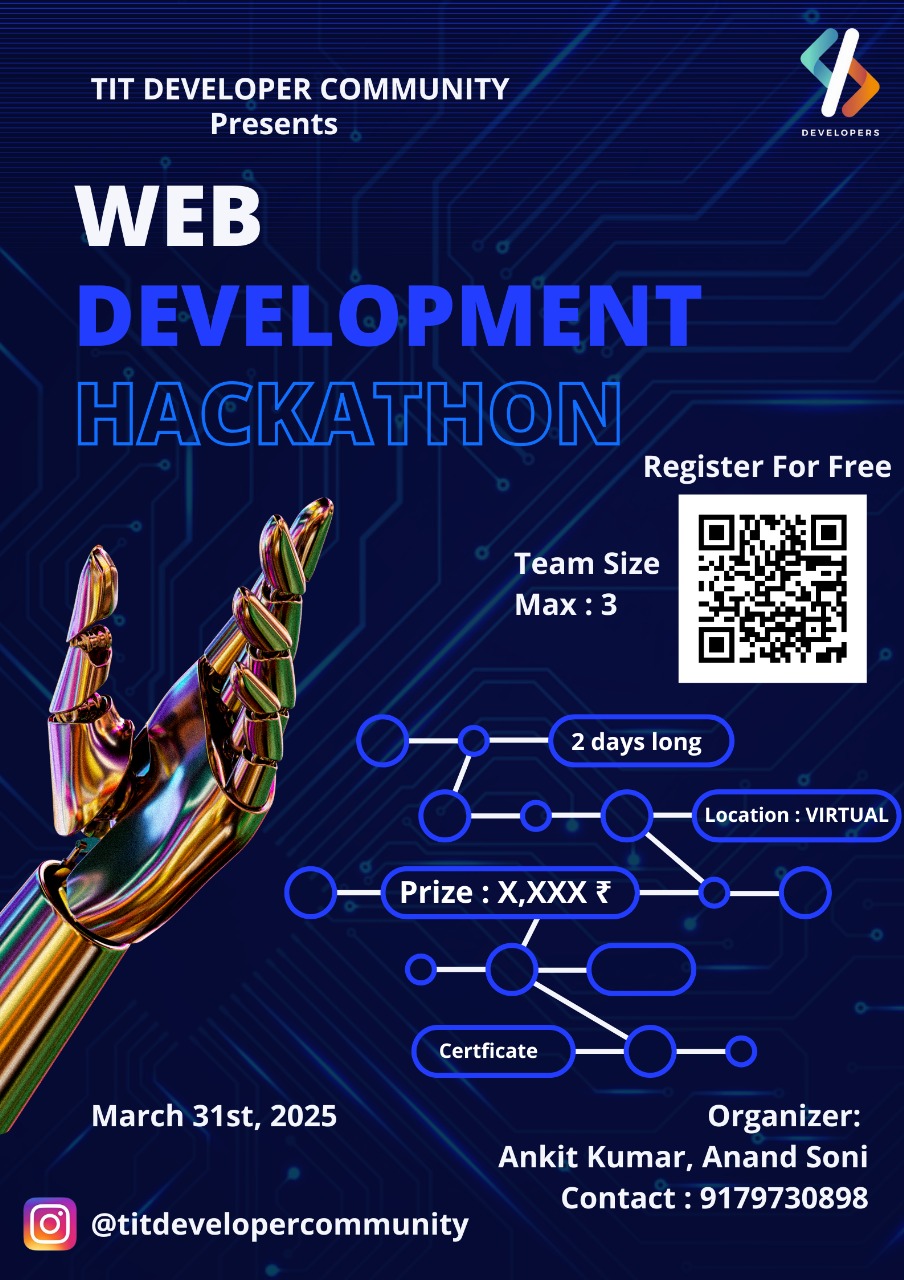 TIT DEVELOPER COMMUNITY
Presents
DEVELOPERS
WEB
DEVELOPMENT
HACKATHON
Register For Free
Team Size
Max : 3
2 days long
Location : VIRTUAL
Prize : X,XXX ₹
Certficate
March 31st, 2025
Organizer:
Ankit Kumar, Anand Soni
Contact : 9179730898
@titdevelopercommunity